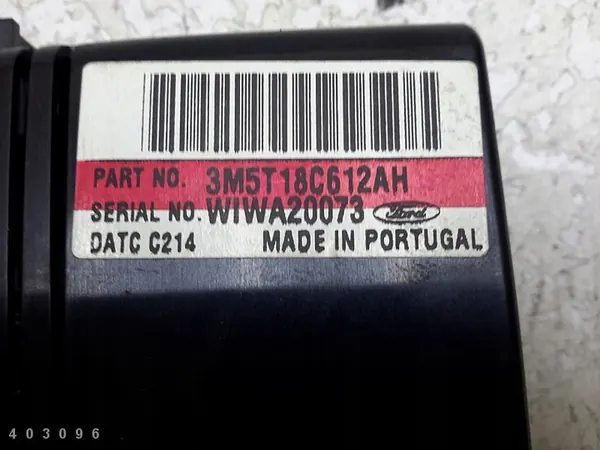 PART NO. 3M5T18C612AH
SERIAL NO. WIWA20073 Ford
DATC C214 MADE IN PORTUGAL
403096